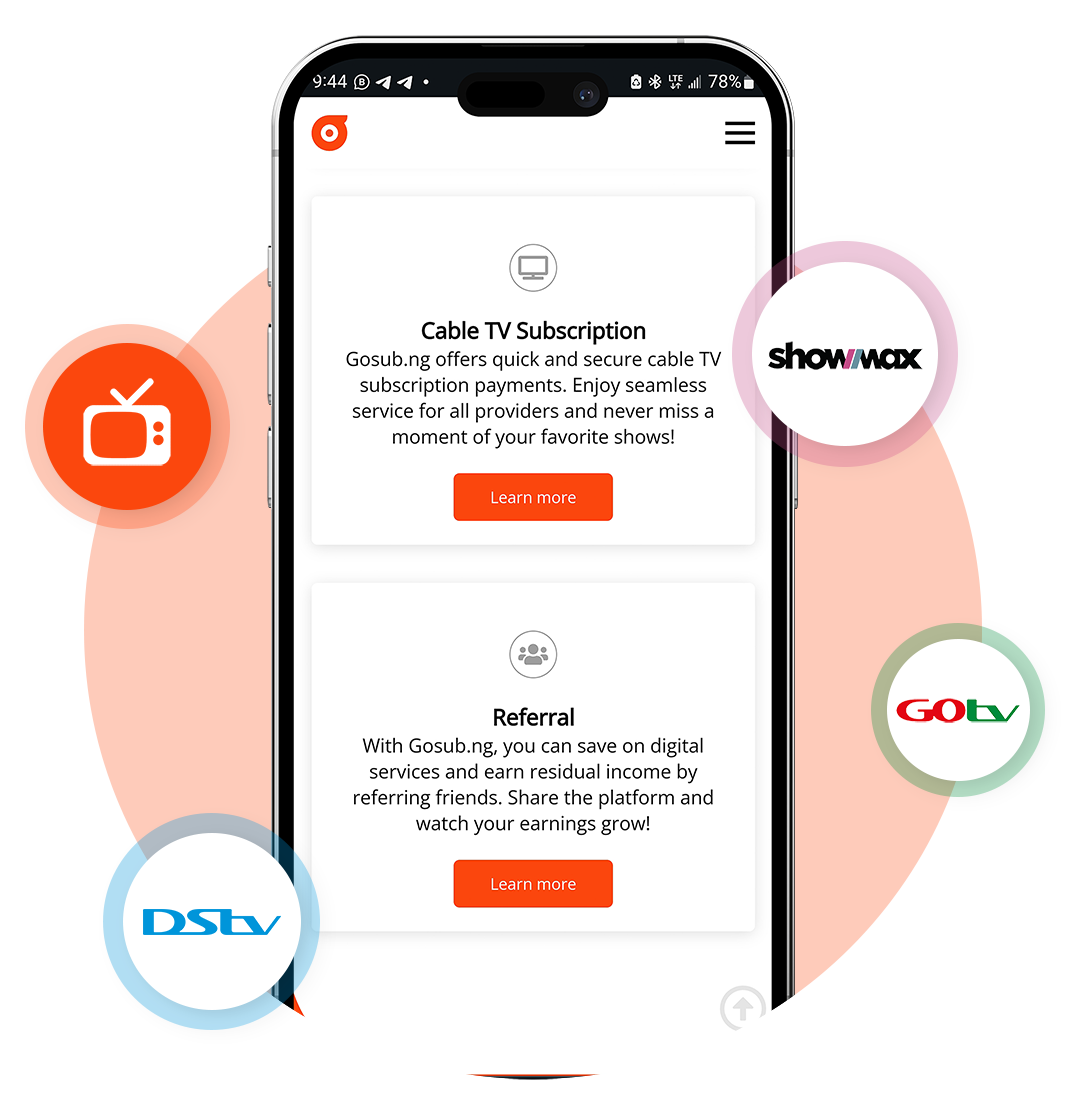 9:44
LTE
78%
Cable TV Subscription
Gosub.ng offers quick and secure cable TV
subscription payments. Enjoy seamless
service for all providers and never miss a
moment of your favorite shows!
Learn more
showmax
Referral
With Gosub.ng, you can save on digital
services and earn residual income by
referring friends. Share the platform and
watch your earnings grow!
Learn more
GOtv
DStv